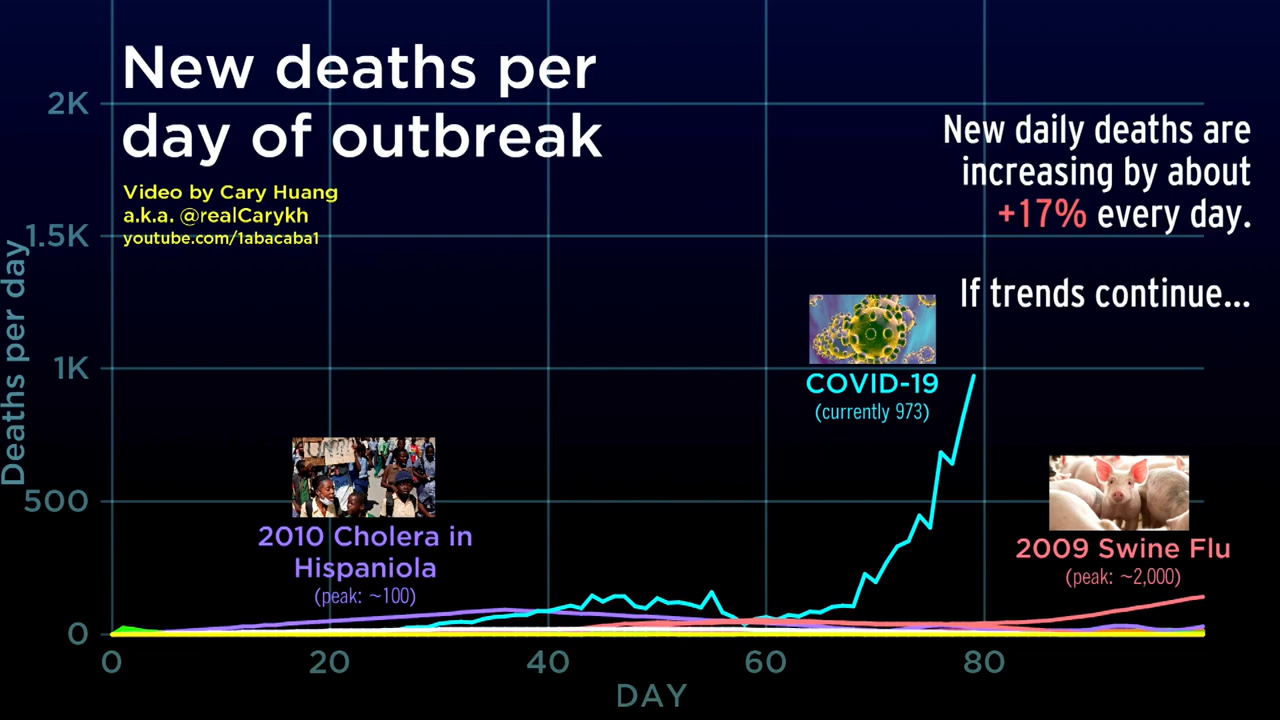 New deaths per
day of outbreak
Video by Cary Huang
a.k.a. @realCarykh
youtube.com/1abacaba1
New daily deaths are
increasing by about
+17% every day.
If trends continue...
2K
1.5K
1K
500
0
Deaths per day
COVID-19
(currently 973)
2010 Cholera in
Hispaniola
(peak: ~100)
2009 Swine Flu
(peak: ~2,000)
0 20 40 60 80
DAY